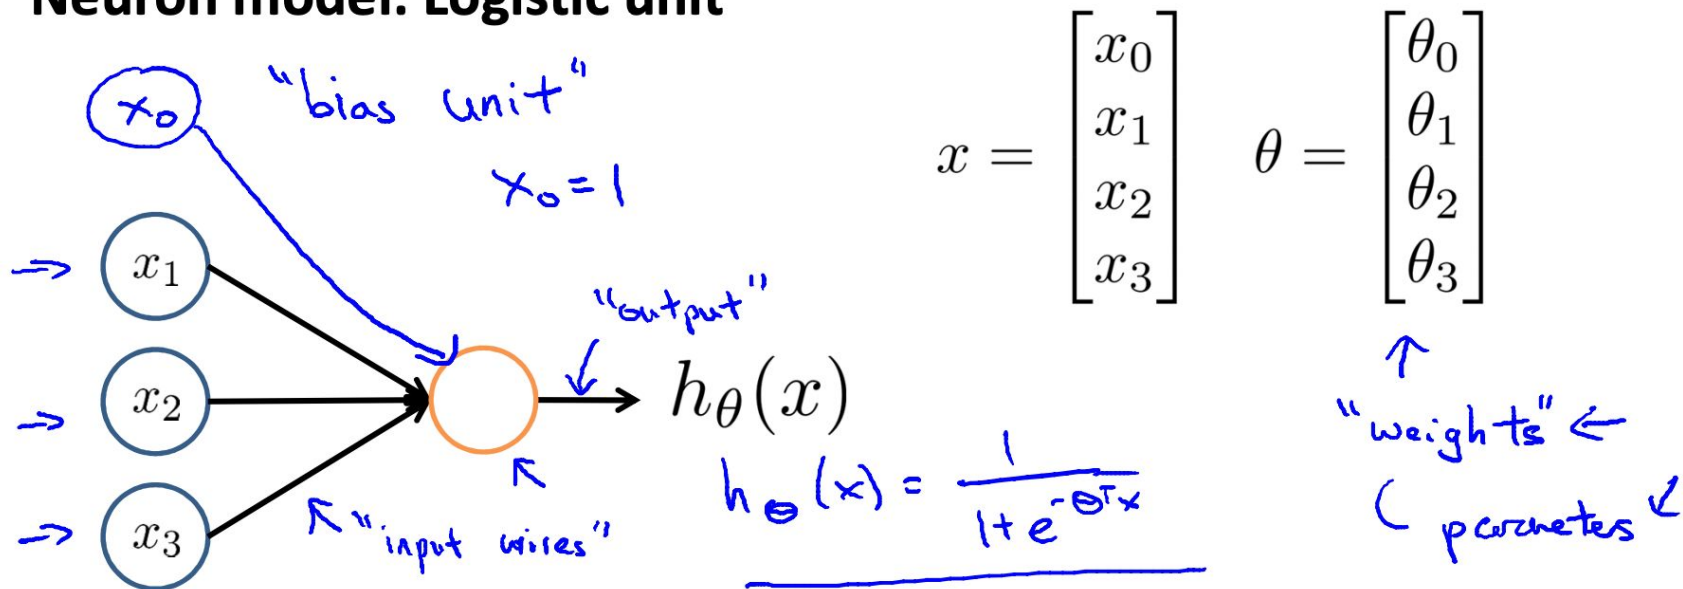 Neuron model: Logistic unit
x₀
"bias unit"
x₀ = 1
x₁
x₂
x₃
"input wires"
"output"
h_θ(x)
h_Θ(x) = 1 / (1 + e^(-Θᵀx))
x = [x₀
x₁
x₂
x₃]
θ = [θ₀
θ₁
θ₂
θ₃]
"weights" ←
( parameters